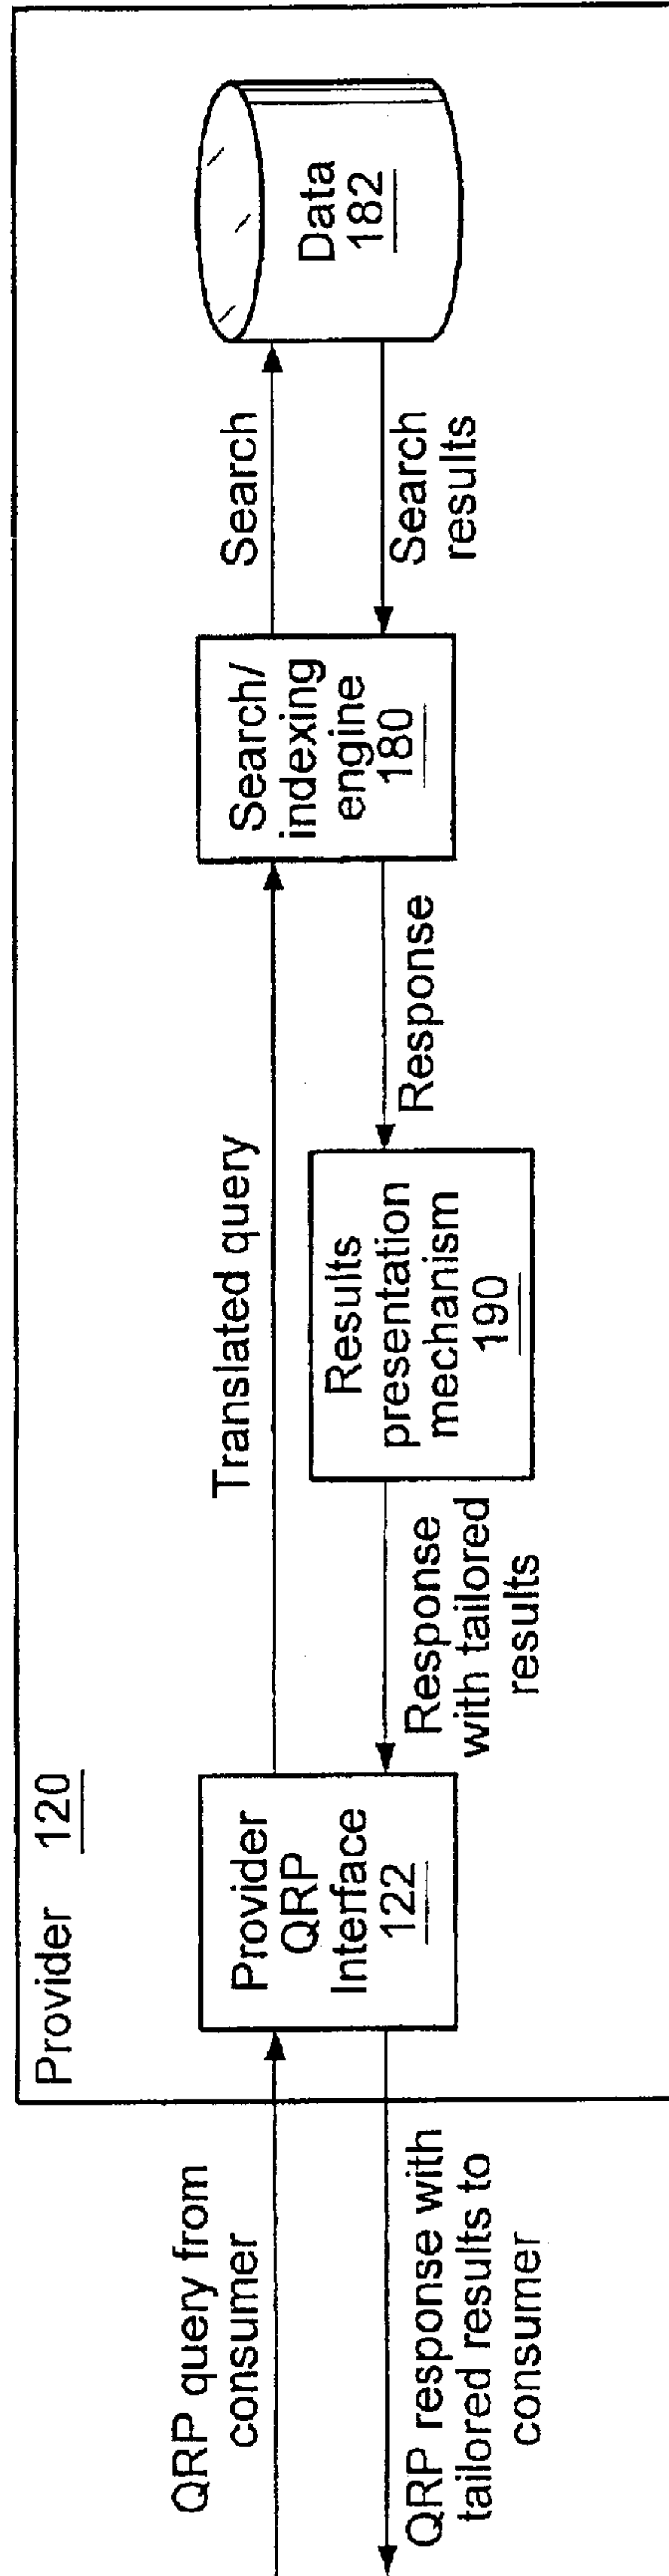 Provider 120
QRP query from
consumer
QRP response with
tailored results to
consumer
Provider
QRP
Interface
122
Translated query
Response
with tailored
results
Results
presentation
mechanism
190
Response
Search/
indexing
engine
180
Search
Search
results
Data
182